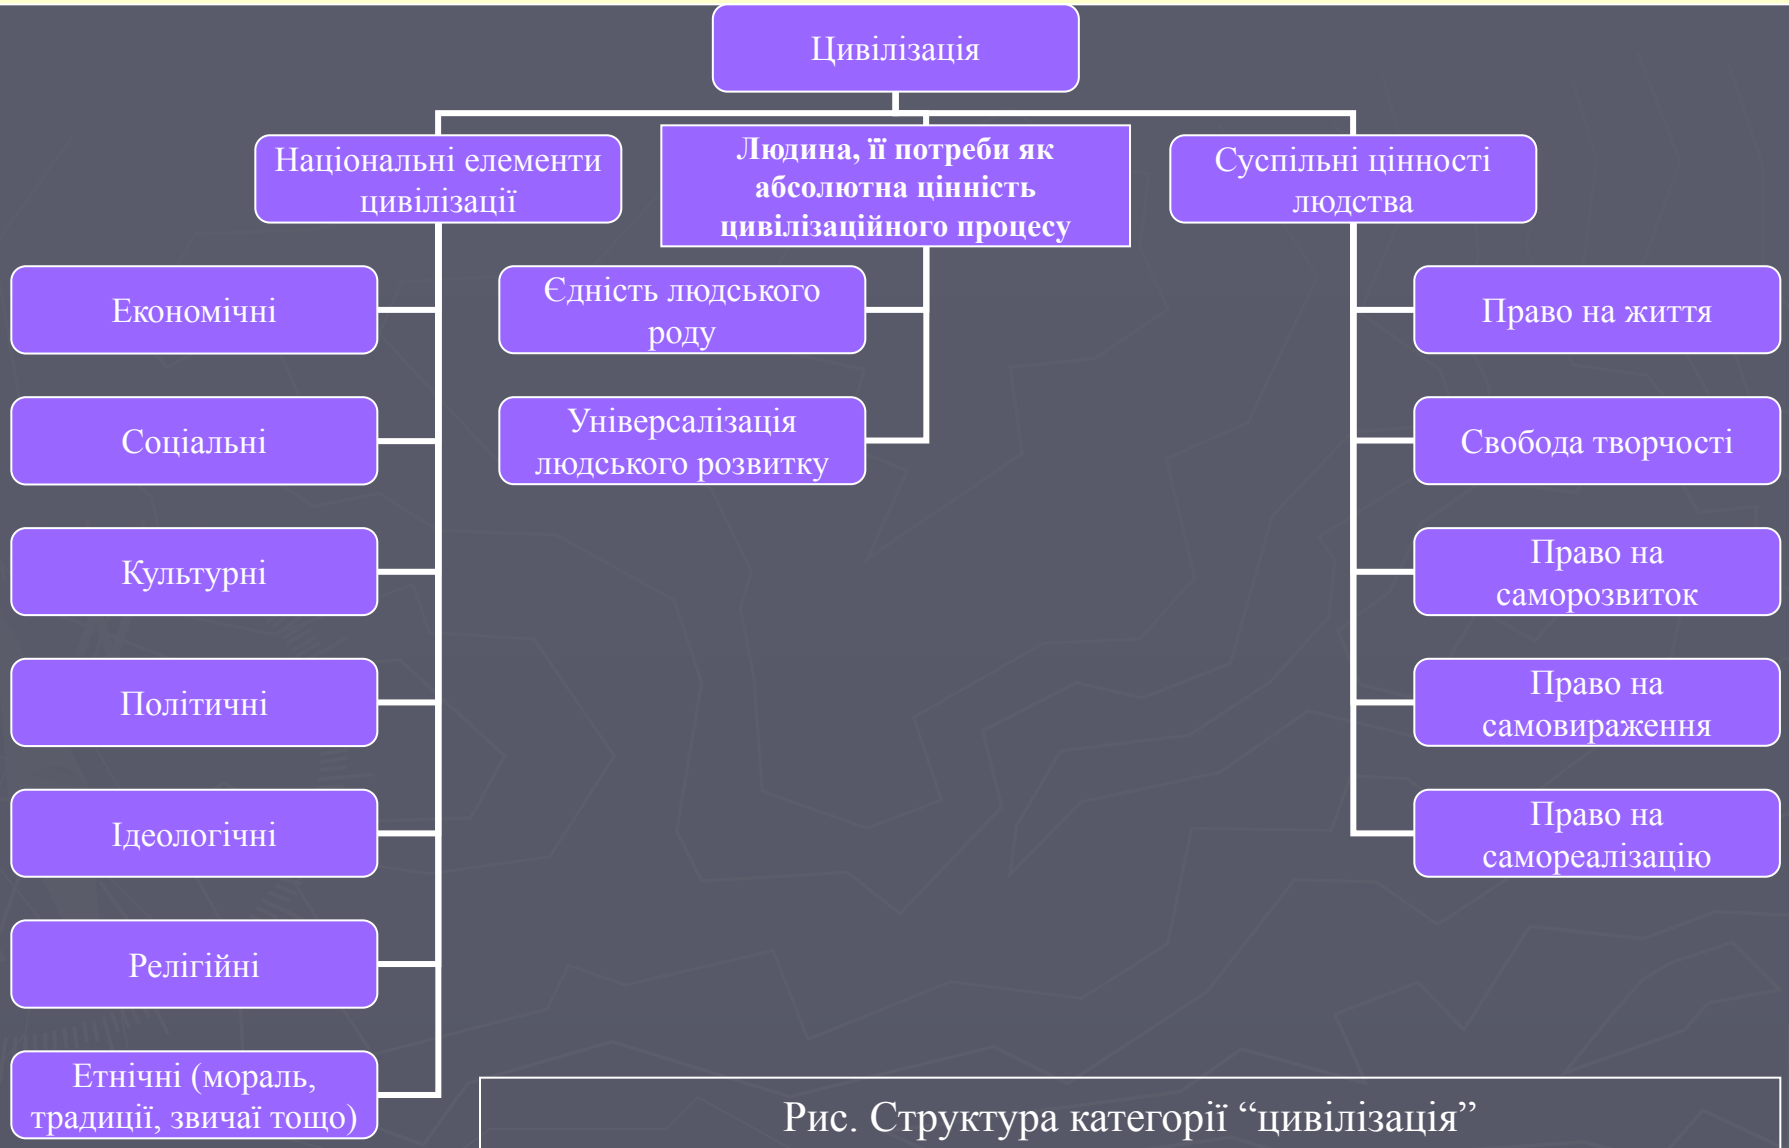 Цивілізація
Національні елементи
цивілізації
Людина, її потреби як
абсолютна цінність
цивілізаційного процесу
Суспільні цінності
людства
Економічні
Соціальні
Культурні
Політичні
Ідеологічні
Релігійні
Етнічні (мораль,
традиції, звичаї тощо)
Єдність людського
роду
Універсалізація
людського розвитку
Право на життя
Свобода творчості
Право на
саморозвиток
Право на
самовираження
Право на
самореалізацію
Рис. Структура категорії “цивілізація”